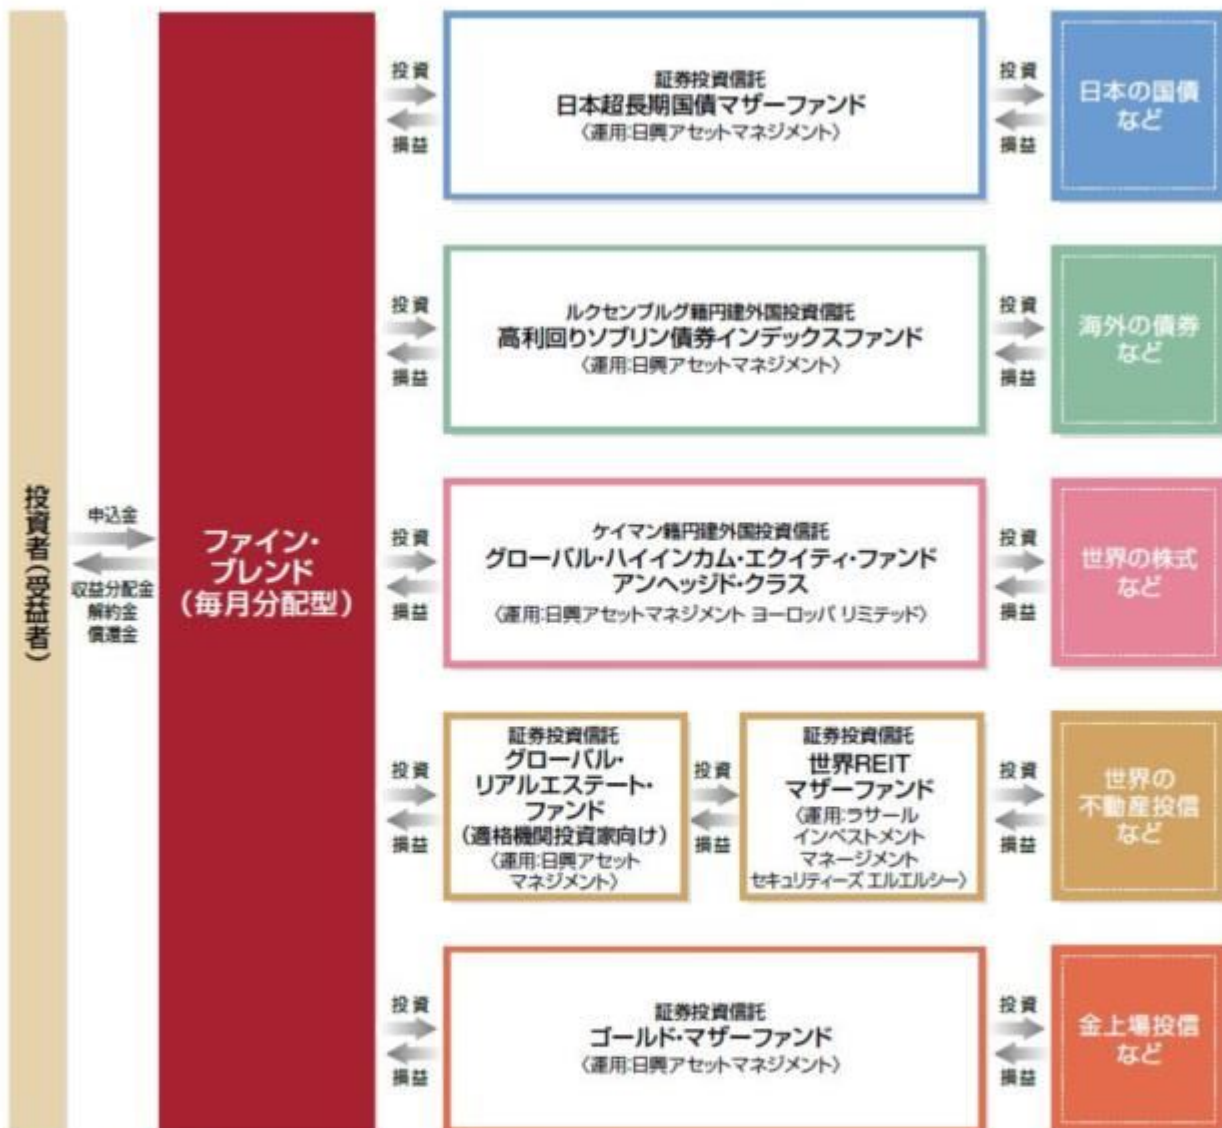 投資者(受益者)
申込金
収益分配金
解約金
償還金
ファイン・
ブレンド
(毎月分配型)
投資
損益
証券投資信託
日本超長期国債マザーファンド
〈運用:日興アセットマネジメント〉
投資
損益
日本の国債
など
投資
損益
ルクセンブルグ籍円建外国投資信託
高利回りソブリン債券インデックスファンド
〈運用:日興アセットマネジメント〉
投資
損益
海外の債券
など
投資
損益
ケイマン籍円建外国投資信託
グローバル・ハイインカム・エクイティ・ファンド
アンヘッジド・クラス
〈運用:日興アセットマネジメント ヨーロッパ リミテッド〉
投資
損益
世界の株式
など
投資
損益
証券投資信託
グローバル・
リアルエステート・
ファンド
(適格機関投資家向け)
〈運用:日興アセット
マネジメント〉
投資
損益
証券投資信託
世界REIT
マザーファンド
〈運用:ラサール
インベストメント
マネージメント
セキュリティーズ エルエルシー〉
投資
損益
世界の
不動産投信
など
投資
損益
証券投資信託
ゴールド・マザーファンド
〈運用:日興アセットマネジメント〉
投資
損益
金上場投信
など